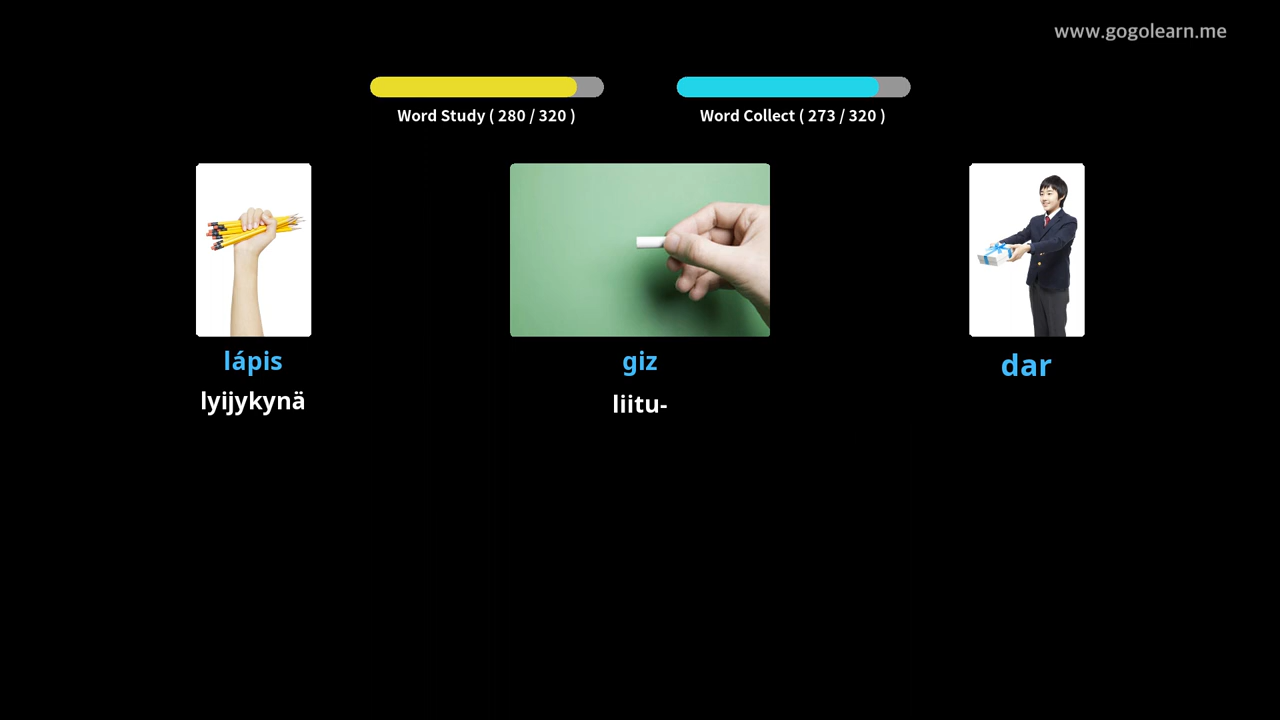 www.gogolearn.me
Word Study ( 280 / 320 )
Word Collect ( 273 / 320 )
lápis
giz
dar
lyijykynä
liitu-